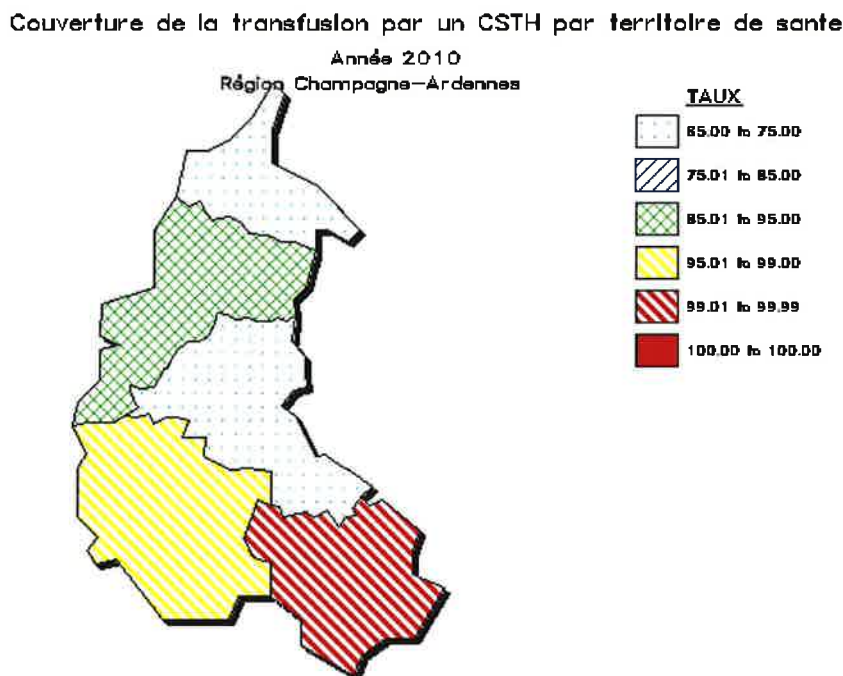 Couverture de la transfusion par un CSTH par territoire de sante
Année 2010
Région Champagne-Ardennes
TAUX
65.00 to 75.00
75.01 to 85.00
85.01 to 95.00
95.01 to 99.00
99.01 to 99.99
100.00 to 100.00